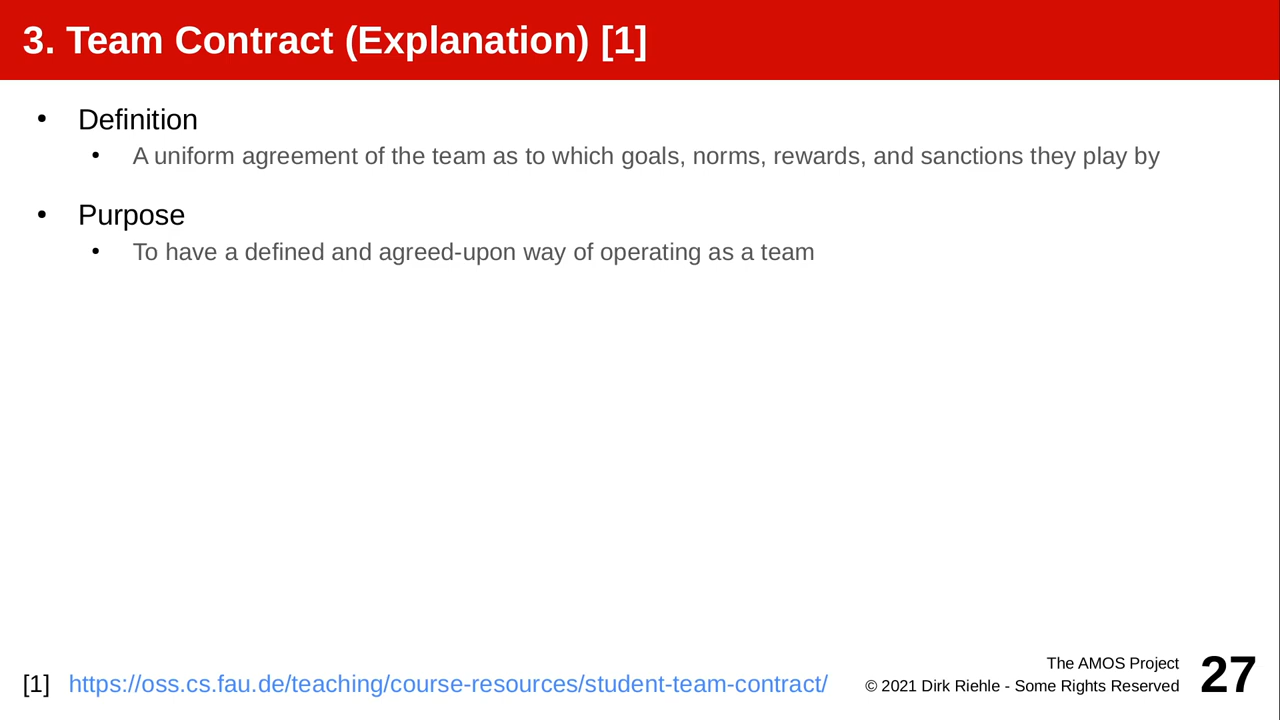 3. Team Contract (Explanation) [1]
• Definition
• A uniform agreement of the team as to which goals, norms, rewards, and sanctions they play by
• Purpose
• To have a defined and agreed-upon way of operating as a team
[1] https://oss.cs.fau.de/teaching/course-resources/student-team-contract/
The AMOS Project
© 2021 Dirk Riehle - Some Rights Reserved
27